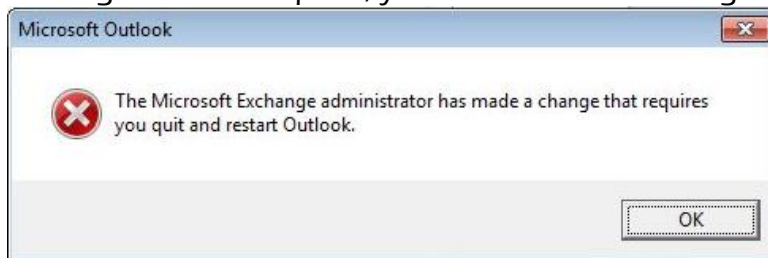 Microsoft Outlook
The Microsoft Exchange administrator has made a change that requires
you quit and restart Outlook.
OK